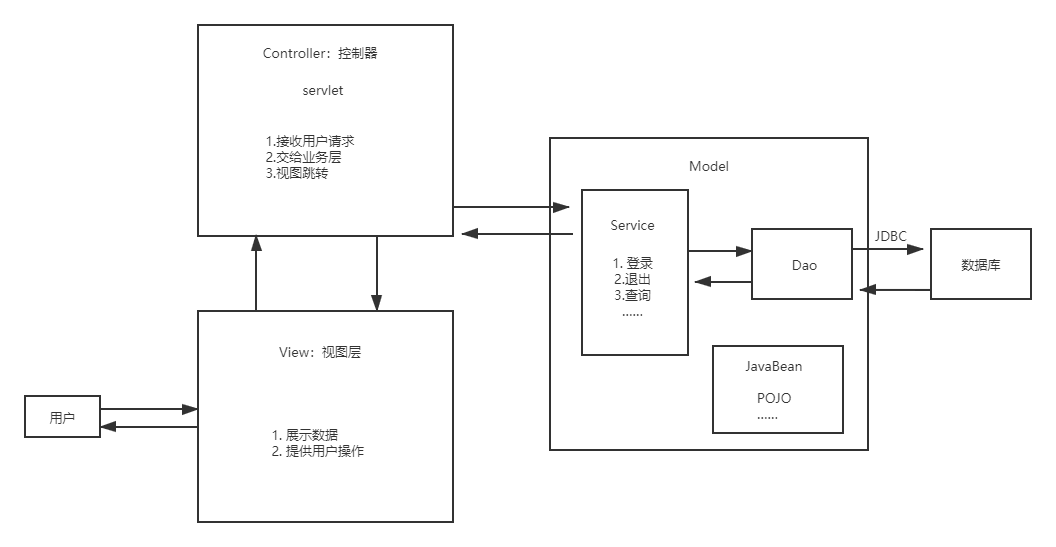 Controller：控制器
servlet
1.接收用户请求
2.交给业务层
3.视图跳转
Model
Service
1. 登录
2.退出
3.查询
……
Dao
JDBC
数据库
JavaBean
POJO
……
View：视图层
1. 展示数据
2. 提供用户操作
用户